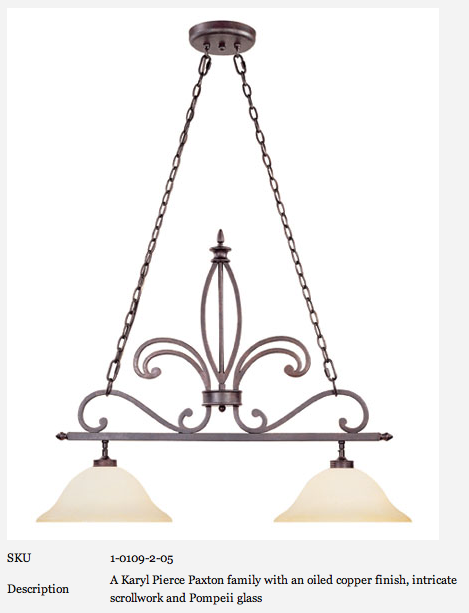 SKU 1-0109-2-05
Description A Karyl Pierce Paxton family with an oiled copper finish, intricate
scrollwork and Pompeii glass